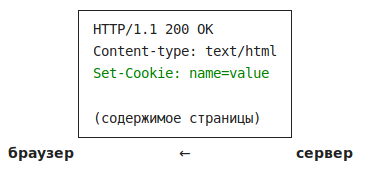 HTTP/1.1 200 OK
Content-type: text/html
Set-Cookie: name=value
(содержимое страницы)
браузер ← сервер